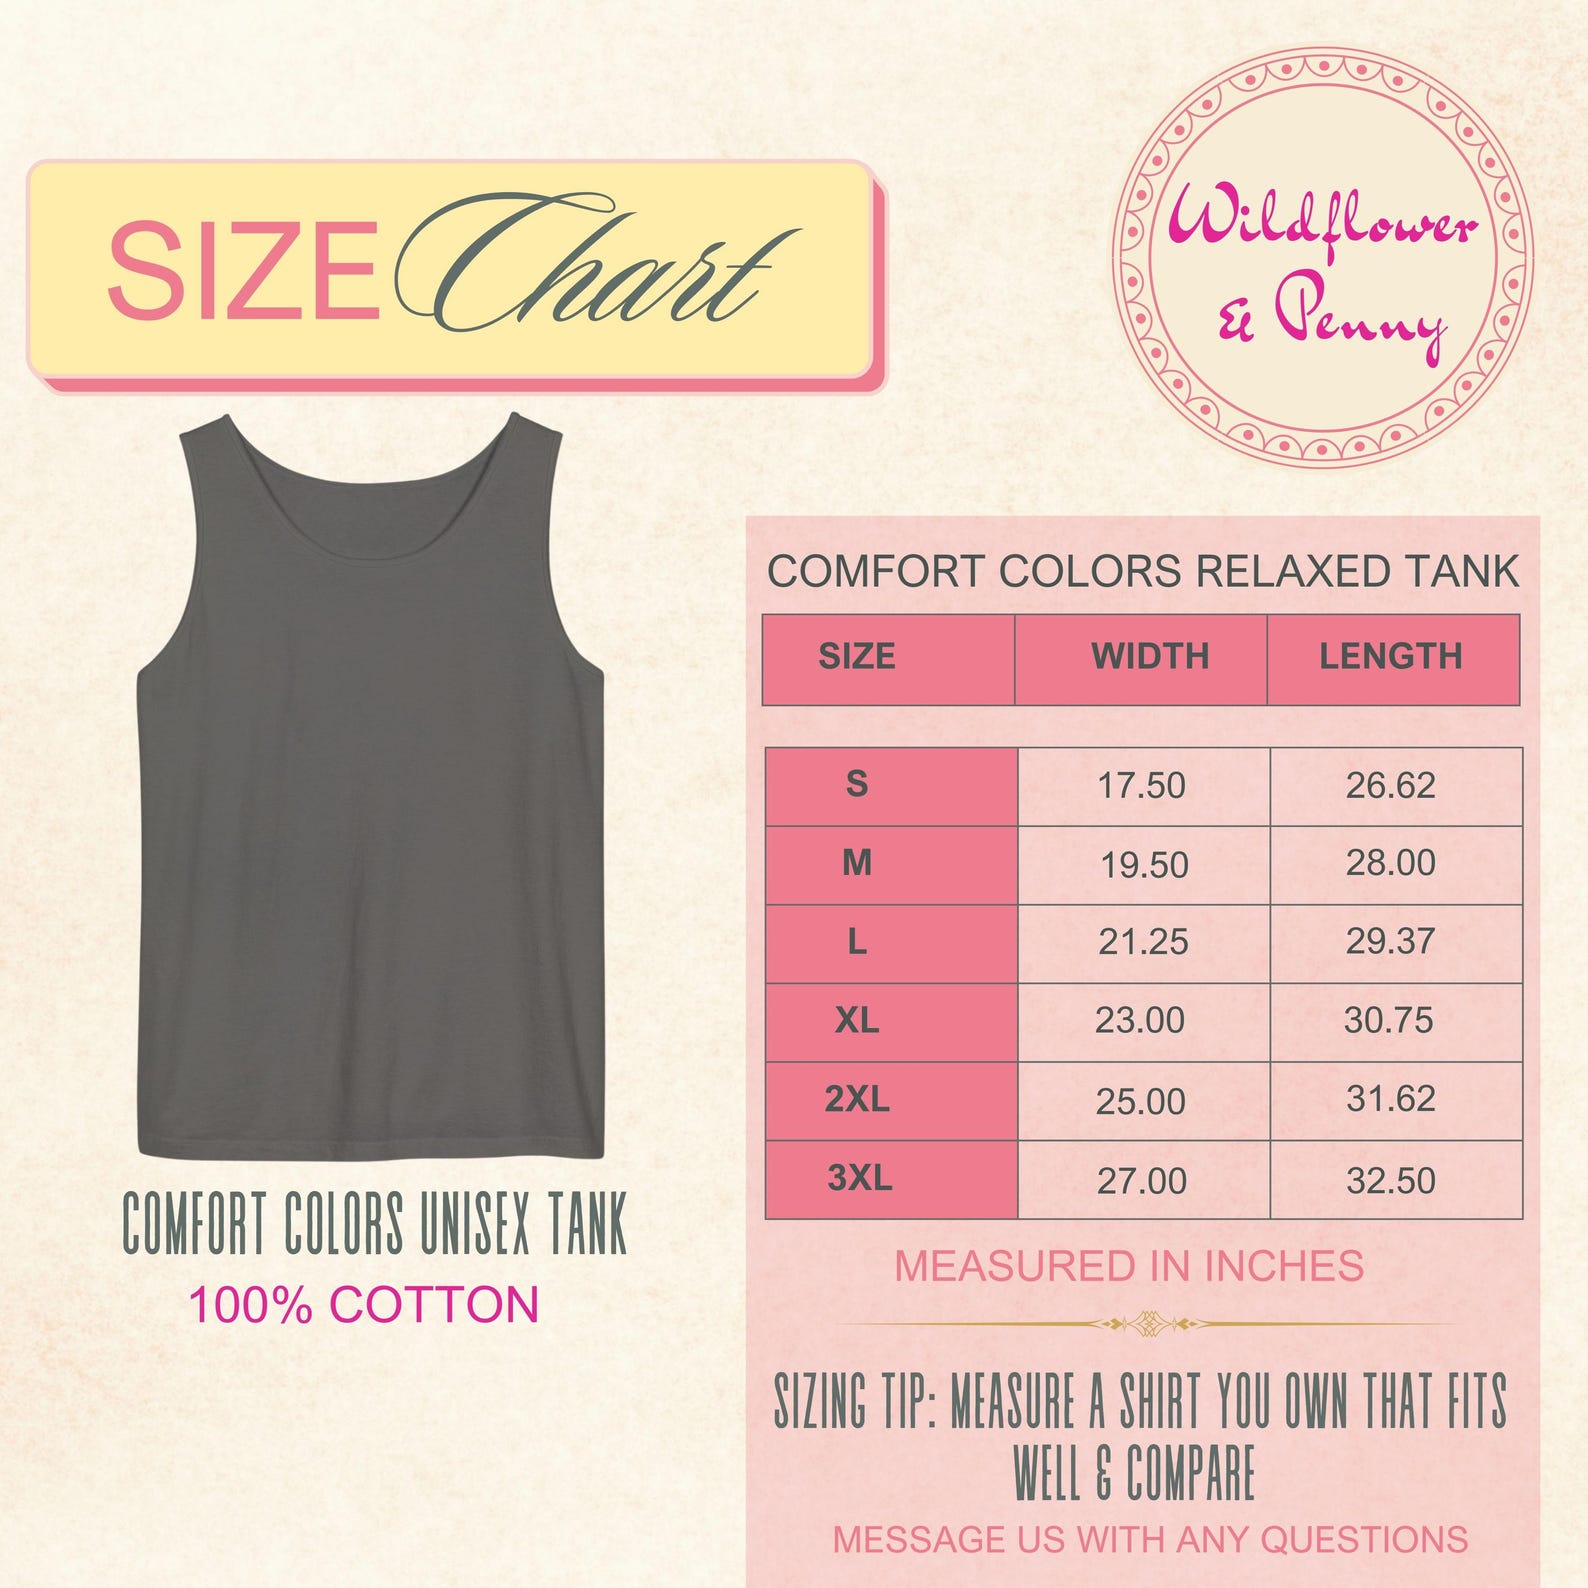 SIZE Chart
Wildflower
& Penny
COMFORT COLORS RELAXED TANK
SIZE WIDTH LENGTH
S 17.50 26.62
M 19.50 28.00
L 21.25 29.37
XL 23.00 30.75
2XL 25.00 31.62
3XL 27.00 32.50
MEASURED IN INCHES
SIZING TIP: MEASURE A SHIRT YOU OWN THAT FITS
WELL & COMPARE
MESSAGE US WITH ANY QUESTIONS
COMFORT COLORS UNISEX TANK
100% COTTON